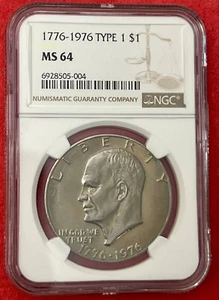 1776-1976 TYPE 1 $1
MS 64
6928505-004
NUMISMATIC GUARANTY COMPANY
NGC
LIBERTY
IN GOD WE
TRUST
1776-1976